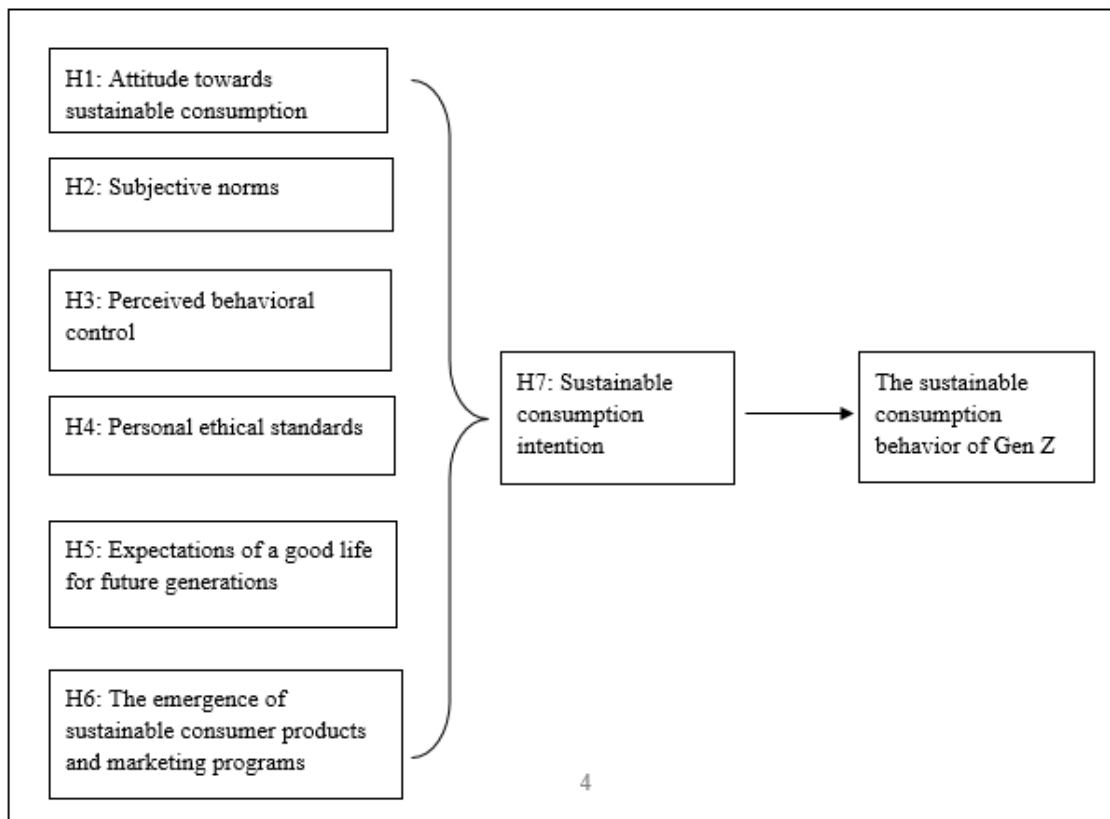 H1: Attitude towards
sustainable consumption
H2: Subjective norms
H3: Perceived behavioral
control
H4: Personal ethical standards
H5: Expectations of a good life
for future generations
H6: The emergence of
sustainable consumer products
and marketing programs
H7: Sustainable
consumption
intention
The sustainable
consumption
behavior of Gen Z
4